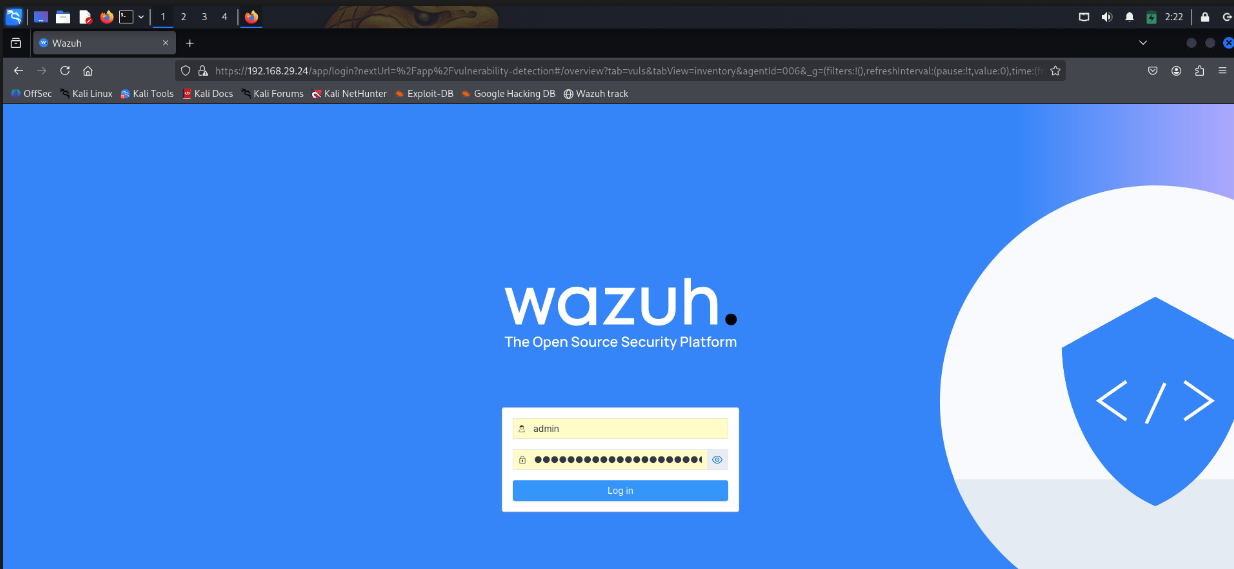 1 2 3 4 2:22
Wazuh
https://192.168.29.24/app/login?nextUrl=%2Fapp%2Fvulnerability-detection#/overview?tab=vuls&tabView=inventory&agentId=006&_g=(filters:!(),refreshInterval:(pause:!t,value:0),time:(
OffSec Kali Linux Kali Tools Kali Docs Kali Forums Kali NetHunter Exploit-DB Google Hacking DB Wazuh track
wazuh.
The Open Source Security Platform
admin
Log in